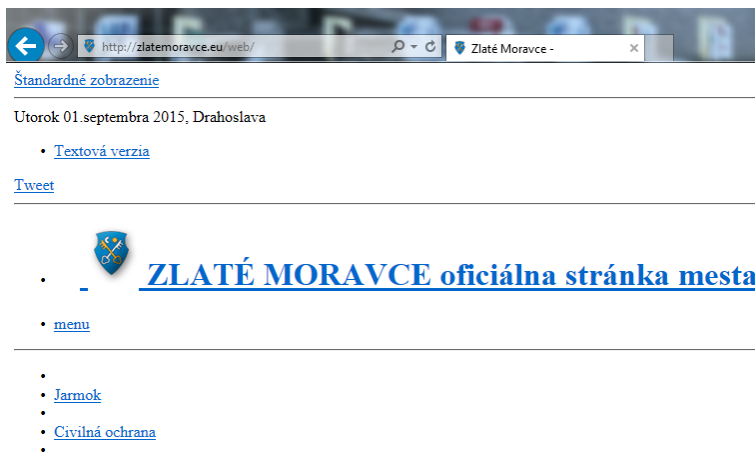 http://zlatemoravce.eu/web/
Zlaté Moravce -
Štandardné zobrazenie
Utorok 01.septembra 2015, Drahoslava
• Textová verzia
Tweet
• ZLATÉ MORAVCE oficiálna stránka mesta
• menu
•
• Jarmok
•
• Civilná ochrana
•